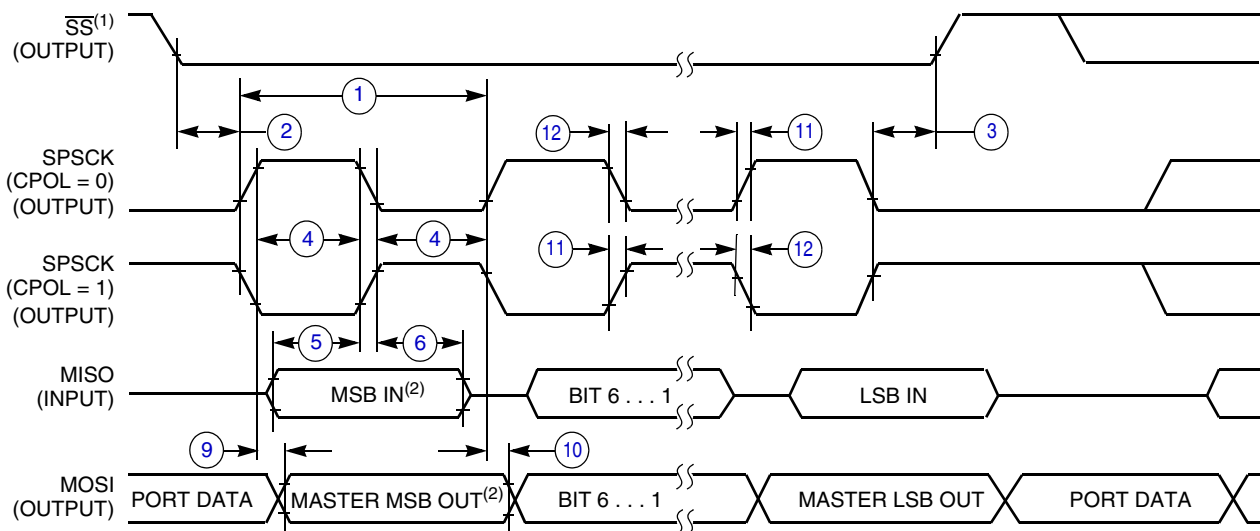 SS(1)
(OUTPUT)
1
2
12
11
3
SPSCK
(CPOL = 0)
(OUTPUT)
4
4
11
12
SPSCK
(CPOL = 1)
(OUTPUT)
5
6
MISO
(INPUT)
MSB IN(2)
BIT 6 . . . 1
LSB IN
9
10
MOSI
(OUTPUT)
PORT DATA
MASTER MSB OUT(2)
BIT 6 . . . 1
MASTER LSB OUT
PORT DATA